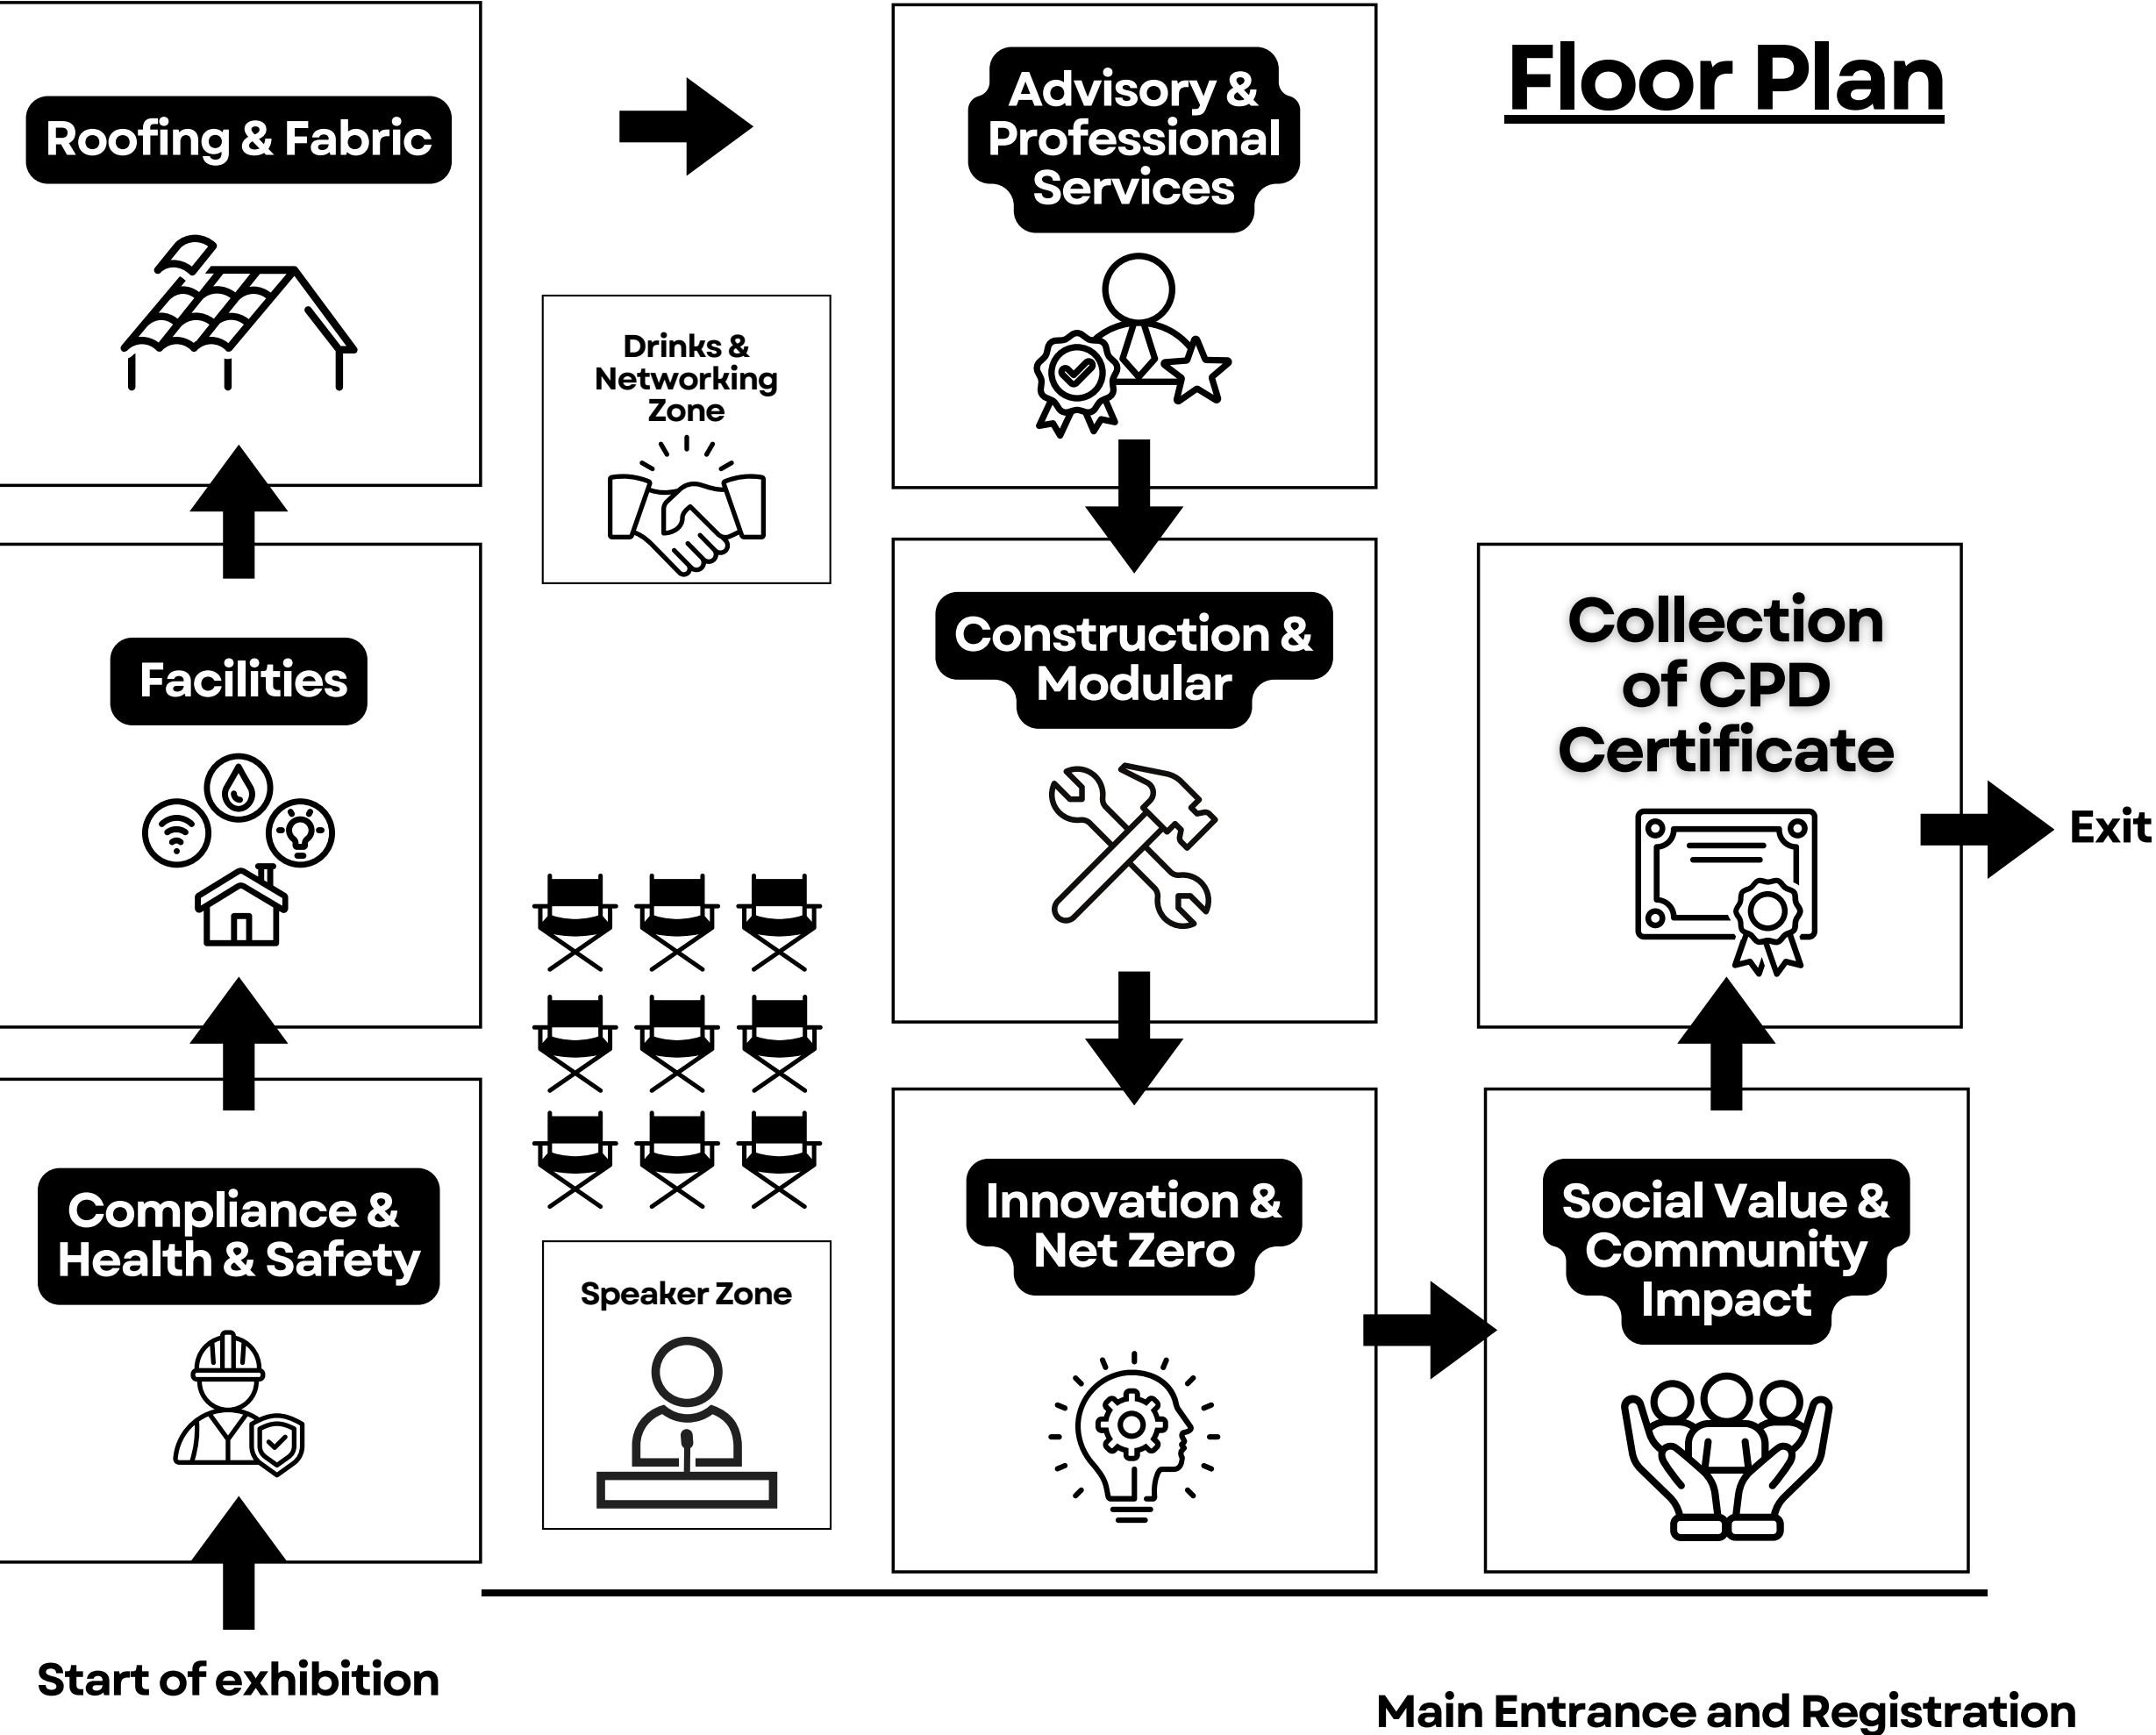 Floor Plan
Roofing & Fabric
Advisory &
Professional
Services
Drinks &
Networking
Zone
Facilities
Construction &
Modular
Collection
of CPD
Certificate
Exit
Compliance &
Health & Safety
Speaker Zone
Innovation &
Net Zero
Social Value &
Community
Impact
Start of exhibition
Main Entrance and Registration